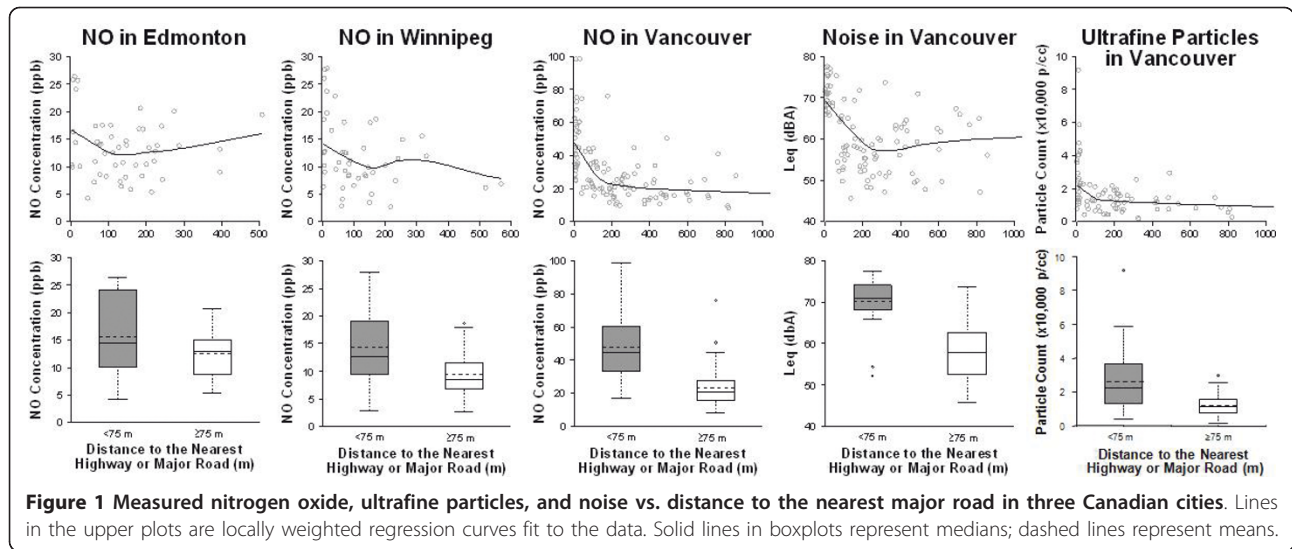 NO in Edmonton
NO in Winnipeg
NO in Vancouver
Noise in Vancouver
Ultrafine Particles
in Vancouver
NO Concentration (ppb)
30
25
20
15
10
5
0
0 100 200 300 400 500
NO Concentration (ppb)
30
25
20
15
10
5
0
0 100 200 300 400 500 600
NO Concentration (ppb)
100
80
60
40
20
0
0 200 400 600 800 1000
Leq (dBA)
80
70
60
50
40
0 200 400 600 800 1000
Particle Count (x10,000 p/cc)
10
8
6
4
2
0
0 200 400 600 800 1000
NO Concentration (ppb)
30
25
20
15
10
5
0
<75 m ≥75 m
Distance to the Nearest
Highway or Major Road (m)
NO Concentration (ppb)
30
25
20
15
10
5
0
<75 m ≥75 m
Distance to the Nearest
Highway or Major Road (m)
NO Concentration (ppb)
100
80
60
40
20
0
<75 m ≥75 m
Distance to the Nearest
Highway or Major Road (m)
Leq (dbA)
80
70
60
50
40
<75 m ≥75 m
Distance to the Nearest
Highway or Major Road (m)
Particle Count (x10,000 p/cc)
10
8
6
4
2
0
<75 m ≥75 m
Distance to the Nearest
Highway or Major Road (m)
Figure 1 Measured nitrogen oxide, ultrafine particles, and noise vs. distance to the nearest major road in three Canadian cities. Lines
in the upper plots are locally weighted regression curves fit to the data. Solid lines in boxplots represent medians; dashed lines represent means.